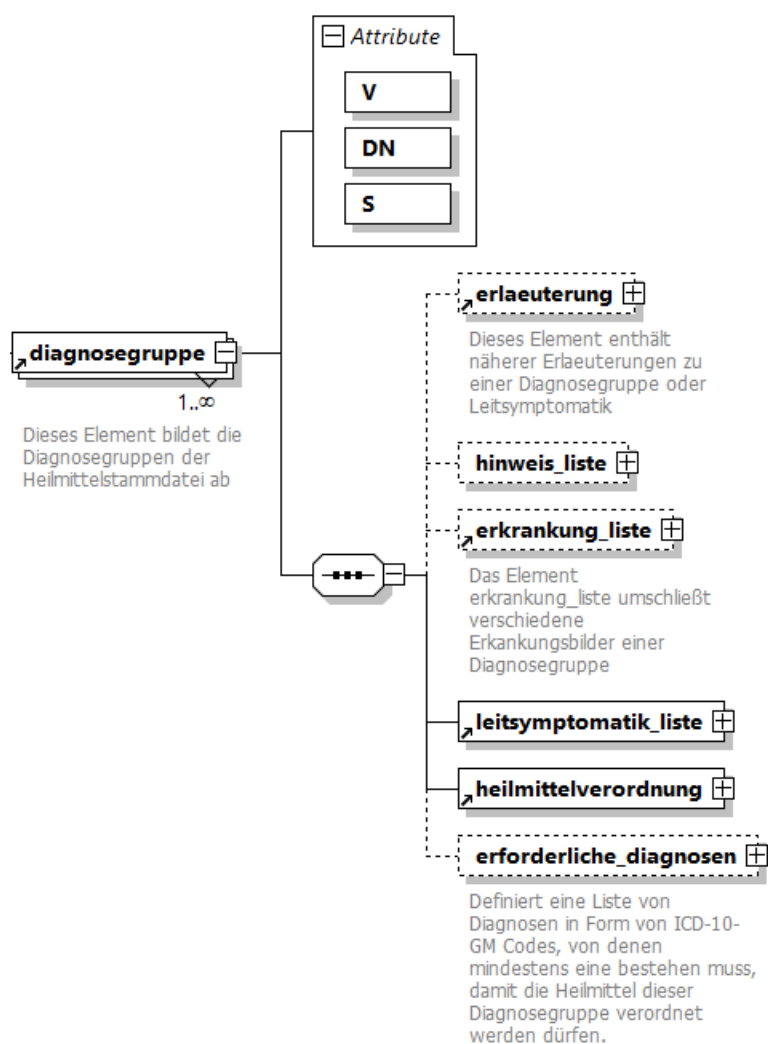 Attribute
V
DN
S
erlaeuterung
Dieses Element enthält
näherer Erlaeuterungen zu
einer Diagnosegruppe oder
Leitsymptomatik
diagnosegruppe
1..∞
Dieses Element bildet die
Diagnosegruppen der
Heilmittelstammdatei ab
hinweis_liste
erkrankung_liste
Das Element
erkrankung_liste umschließt
verschiedene
Erkankungsbilder einer
Diagnosegruppe
leitsymptomatik_liste
heilmittelverordnung
erforderliche_diagnosen
Definiert eine Liste von
Diagnosen in Form von ICD-10-
GM Codes, von denen
mindestens eine bestehen muss,
damit die Heilmittel dieser
Diagnosegruppe verordnet
werden dürfen.